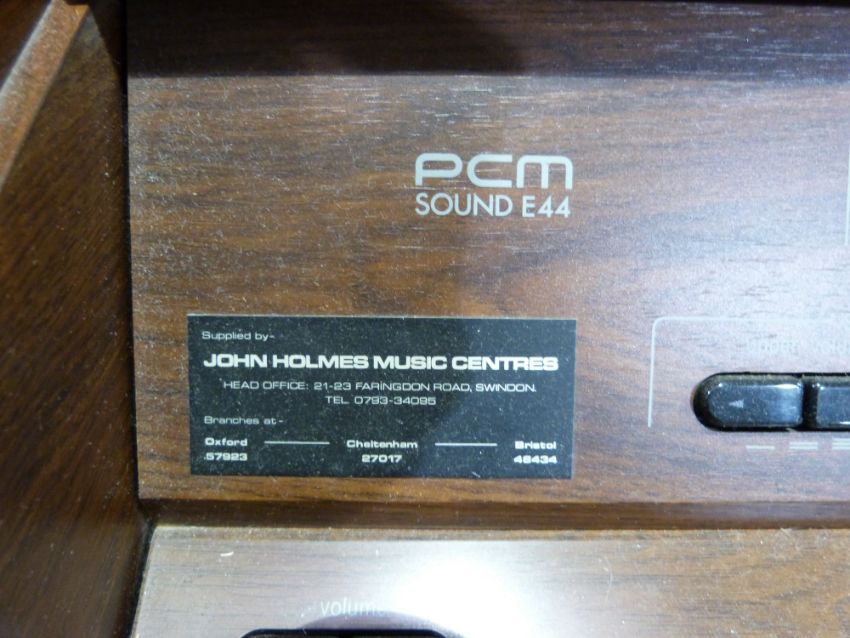 PCM
SOUND E44
Supplied by-
JOHN HOLMES MUSIC CENTRES
HEAD OFFICE: 21-23 FARINGDON ROAD, SWINDON.
TEL 0793-34095
Branches at-
Oxford Cheltenham Bristol
57923 27017 46434
volume